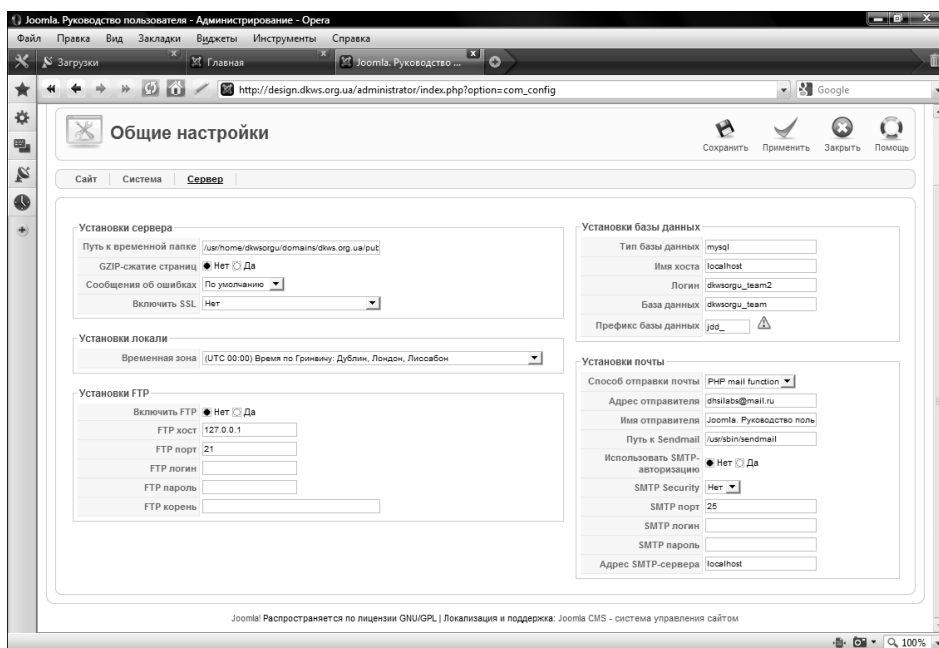 Joomla. Руководство пользователя - Администрирование - Opera
Файл Правка Вид Закладки Виджеты Инструменты Справка
Загрузки Главная Joomla. Руководство ...
http://design.dkws.org.ua/administrator/index.php?option=com_config Google
Общие настройки
Сохранить Применить Закрыть Помощь
Сайт Система Сервер
Установки сервера
Путь к временной папке /usr/home/dkwsorgu/domains/dkws.org.ua/put
GZIP-сжатие страниц Нет Да
Сообщения об ошибках По умолчанию
Включить SSL Нет
Установки локали
Временная зона (UTC 00:00) Время по Гринвичу: Дублин, Лондон, Лиссабон
Установки FTP
Включить FTP Нет Да
FTP хост 127.0.0.1
FTP порт 21
FTP логин
FTP пароль
FTP корень
Установки базы данных
Тип базы данных mysql
Имя хоста localhost
Логин dkwsorgu_team2
База данных dkwsorgu_team
Префикс базы данных jdd_
Установки почты
Способ отправки почты PHP mail function
Адрес отправителя dhsilabs@mail.ru
Имя отправителя Joomla. Руководство поль
Путь к Sendmail /usr/sbin/sendmail
Использовать SMTP-
авторизацию Нет Да
SMTP Security Нет
SMTP порт 25
SMTP логин
SMTP пароль
Адрес SMTP-сервера localhost
Joomla! Распространяется по лицензии GNU/GPL | Локализация и поддержка: Joomla CMS - система управления сайтом
100%